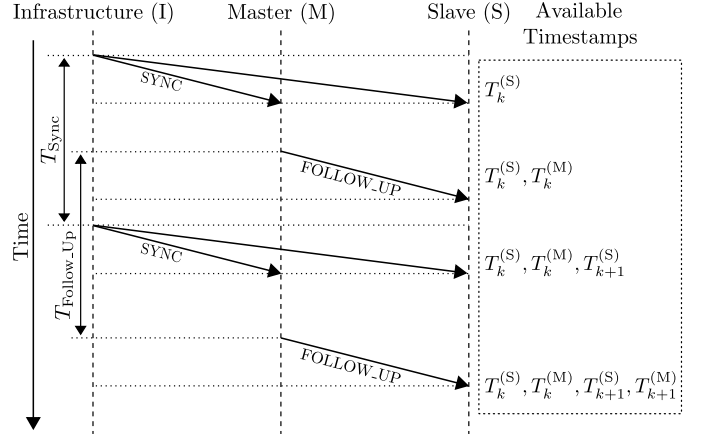 Infrastructure (I) Master (M) Slave (S) Available
Timestamps
SYNC
T_k^(S)
T_Sync
FOLLOW_UP
T_k^(S), T_k^(M)
Time
SYNC
T_k^(S), T_k^(M), T_{k+1}^(S)
T_Follow_Up
FOLLOW_UP
T_k^(S), T_k^(M), T_{k+1}^(S), T_{k+1}^(M)